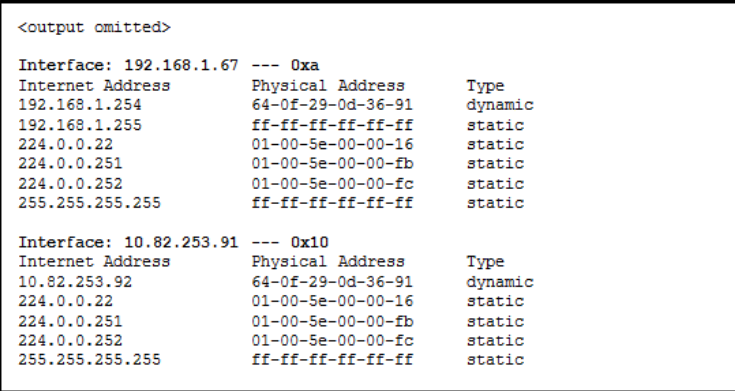 <output omitted>
Interface: 192.168.1.67 --- 0xa
Internet Address Physical Address Type
192.168.1.254 64-0f-29-0d-36-91 dynamic
192.168.1.255 ff-ff-ff-ff-ff-ff static
224.0.0.22 01-00-5e-00-00-16 static
224.0.0.251 01-00-5e-00-00-fb static
224.0.0.252 01-00-5e-00-00-fc static
255.255.255.255 ff-ff-ff-ff-ff-ff static
Interface: 10.82.253.91 --- 0x10
Internet Address Physical Address Type
10.82.253.92 64-0f-29-0d-36-91 dynamic
224.0.0.22 01-00-5e-00-00-16 static
224.0.0.251 01-00-5e-00-00-fb static
224.0.0.252 01-00-5e-00-00-fc static
255.255.255.255 ff-ff-ff-ff-ff-ff static